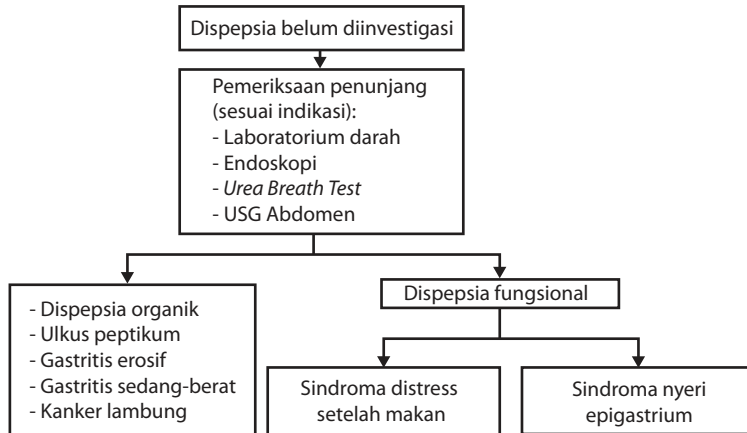 Dispepsia belum diinvestigasi
Pemeriksaan penunjang
(sesuai indikasi):
- Laboratorium darah
- Endoskopi
- Urea Breath Test
- USG Abdomen
- Dispepsia organik
- Ulkus peptikum
- Gastritis erosif
- Gastritis sedang-berat
- Kanker lambung
Dispepsia fungsional
Sindroma distress
setelah makan
Sindroma nyeri
epigastrium